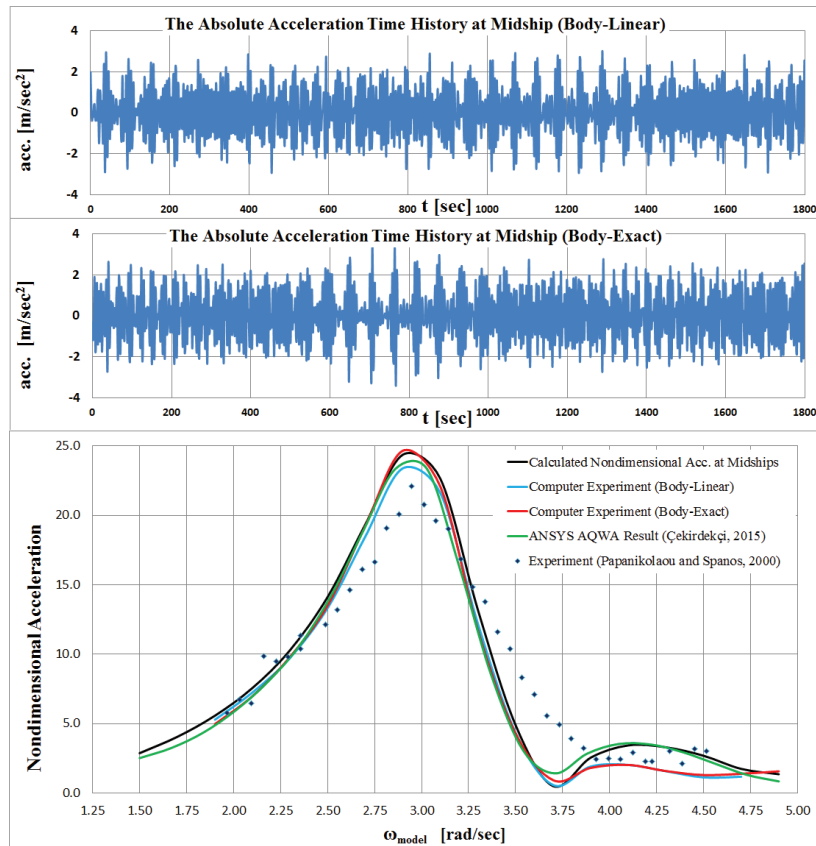 The Absolute Acceleration Time History at Midship (Body-Linear)
acc. [m/sec²]
4
2
0
-2
-4
0 200 400 600 800 1000 1200 1400 1600 1800
t [sec]
The Absolute Acceleration Time History at Midship (Body-Exact)
acc. [m/sec²]
4
2
0
-2
-4
0 200 400 600 800 1000 1200 1400 1600 1800
t [sec]
Nondimensional Acceleration
25.0
20.0
15.0
10.0
5.0
0.0
Calculated Nondimensional Acc. at Midships
Computer Experiment (Body-Linear)
Computer Experiment (Body-Exact)
ANSYS AQWA Result (Çekirdekçi, 2015)
Experiment (Papanikolaou and Spanos, 2000)
1.25 1.50 1.75 2.00 2.25 2.50 2.75 3.00 3.25 3.50 3.75 4.00 4.25 4.50 4.75 5.00
ωmodel [rad/sec]